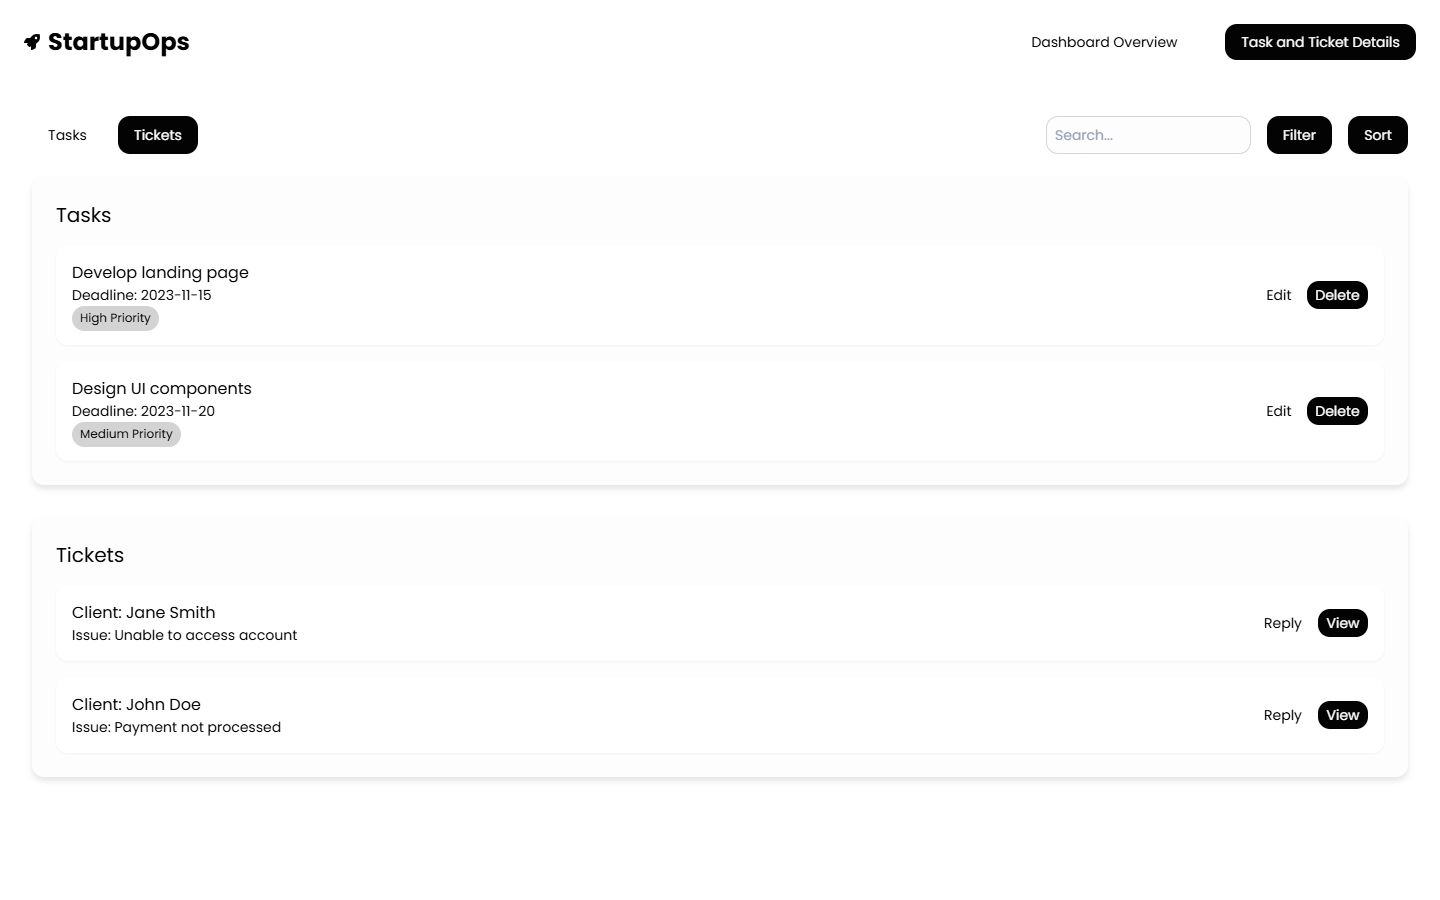 StartupOps
Dashboard Overview
Task and Ticket Details
Tasks
Tickets
Search...
Filter
Sort
Tasks
Develop landing page
Deadline: 2023-11-15
High Priority
Edit
Delete
Design UI components
Deadline: 2023-11-20
Medium Priority
Edit
Delete
Tickets
Client: Jane Smith
Issue: Unable to access account
Reply
View
Client: John Doe
Issue: Payment not processed
Reply
View